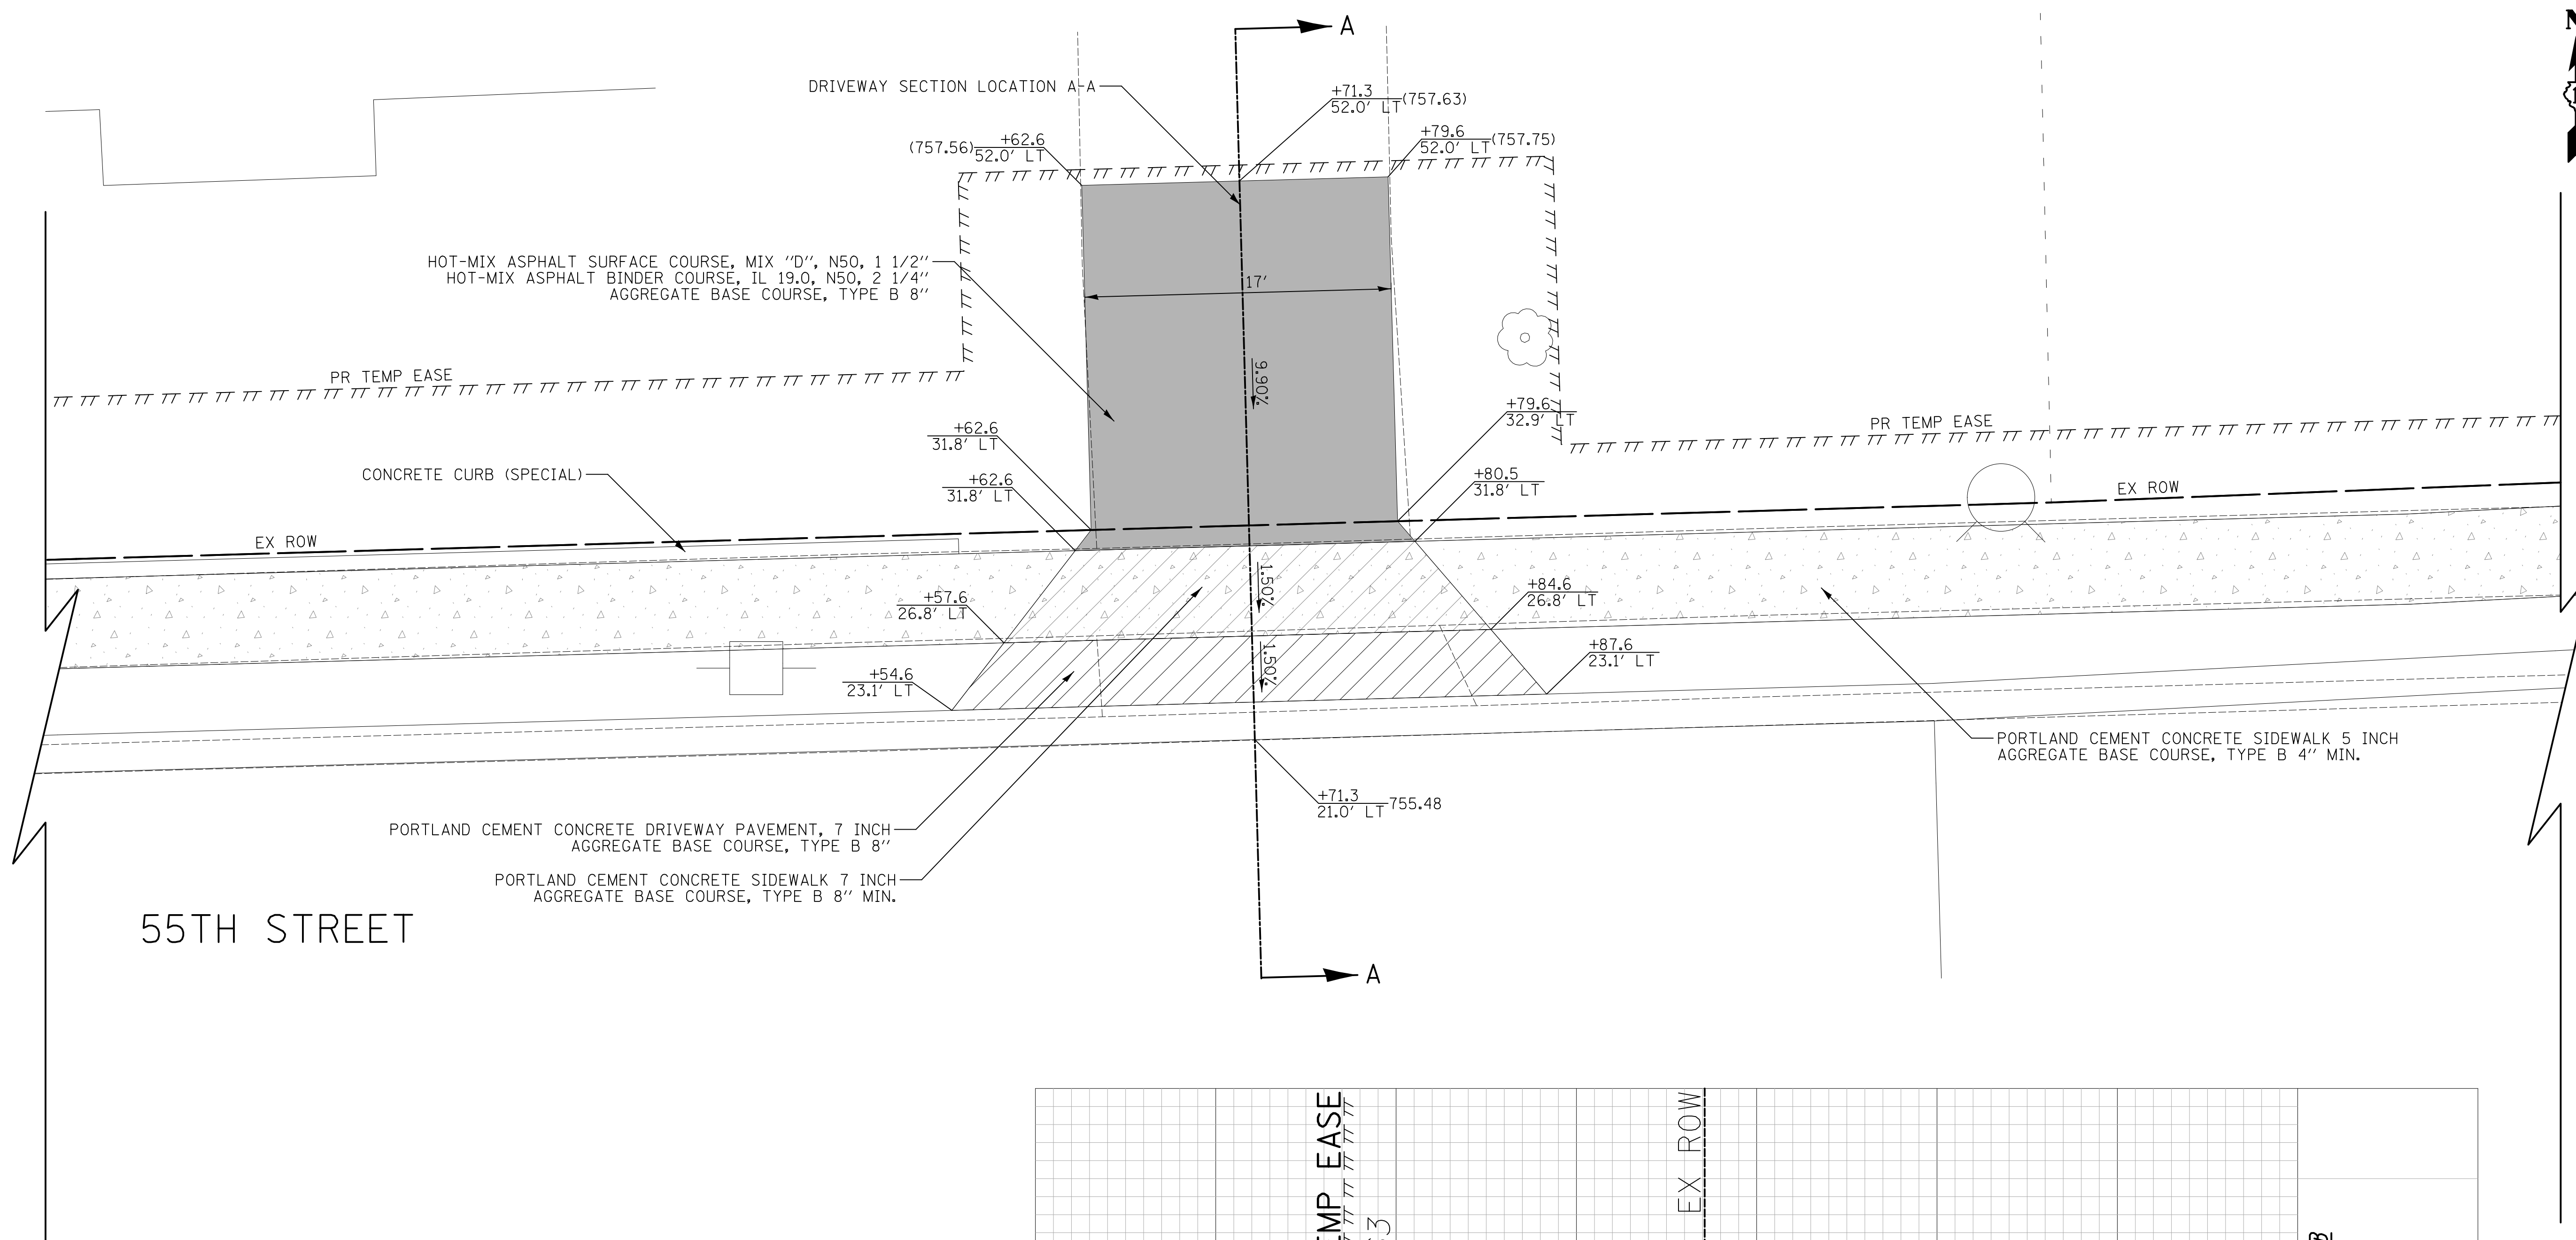 A
N
DRIVEWAY SECTION LOCATION A-A
+71.3
52.0' LT (757.63)
(757.56) +62.6
52.0' LT
+79.6
52.0' LT (757.75)
HOT-MIX ASPHALT SURFACE COURSE, MIX "D", N50, 1 1/2"
HOT-MIX ASPHALT BINDER COURSE, IL 19.0, N50, 2 1/4"
AGGREGATE BASE COURSE, TYPE B 8"
17'
9.90%
PR TEMP EASE
+62.6
31.8' LT
+79.6
32.9' LT
PR TEMP EASE
CONCRETE CURB (SPECIAL)
+62.6
31.8' LT
+80.5
31.8' LT
EX ROW
EX ROW
1.50%
+57.6
26.8' LT
+84.6
26.8' LT
1.50%
+54.6
23.1' LT
+87.6
23.1' LT
PORTLAND CEMENT CONCRETE SIDEWALK 5 INCH
AGGREGATE BASE COURSE, TYPE B 4" MIN.
+71.3
21.0' LT 755.48
PORTLAND CEMENT CONCRETE DRIVEWAY PAVEMENT, 7 INCH
AGGREGATE BASE COURSE, TYPE B 8"
PORTLAND CEMENT CONCRETE SIDEWALK 7 INCH
AGGREGATE BASE COURSE, TYPE B 8" MIN.
55TH STREET
A
EMP EASE
EX ROW